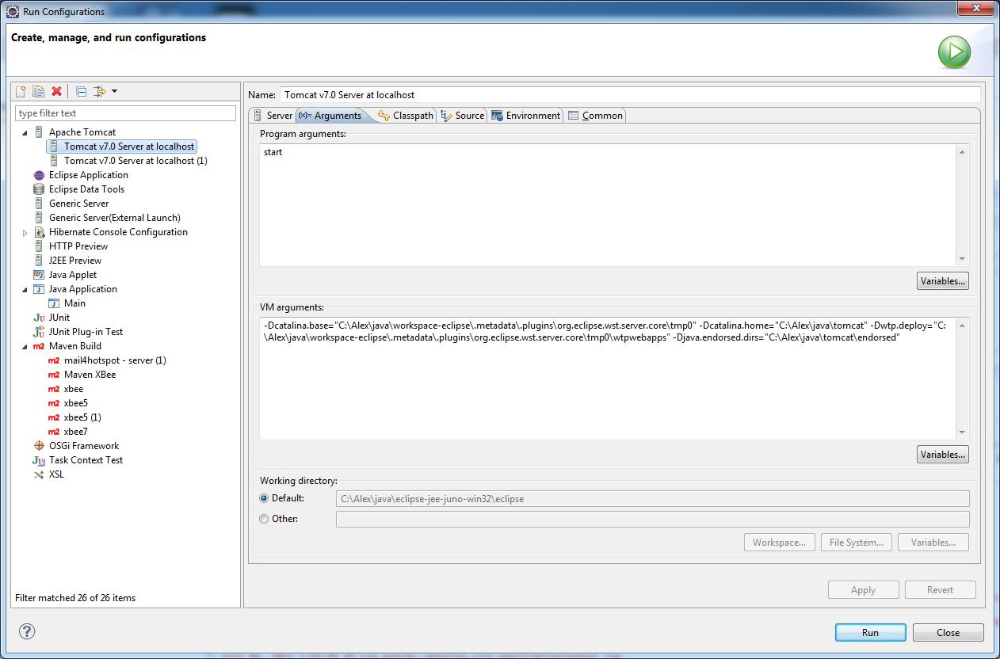 Run Configurations
Create, manage, and run configurations
type filter text
Apache Tomcat
Tomcat v7.0 Server at localhost
Tomcat v7.0 Server at localhost (1)
Eclipse Application
Eclipse Data Tools
Generic Server
Generic Server(External Launch)
Hibernate Console Configuration
HTTP Preview
J2EE Preview
Java Applet
Java Application
Main
JUnit
JUnit Plug-in Test
Maven Build
m2 mail4hotspot - server (1)
m2 Maven XBee
m2 xbee
m2 xbee5
m2 xbee5 (1)
m2 xbee7
OSGi Framework
Task Context Test
XSL
Filter matched 26 of 26 items
Name: Tomcat v7.0 Server at localhost
Server (x)= Arguments Classpath Source Environment Common
Program arguments:
start
Variables...
VM arguments:
-Dcatalina.base="C:\Alex\java\workspace-eclipse\.metadata\.plugins\org.eclipse.wst.server.core\tmp0" -Dcatalina.home="C:\Alex\java\tomcat" -Dwtp.deploy="C:
\Alex\java\workspace-eclipse\.metadata\.plugins\org.eclipse.wst.server.core\tmp0\wtpwebapps" -Djava.endorsed.dirs="C:\Alex\java\tomcat\endorsed"
Variables...
Working directory:
Default: C:\Alex\java\eclipse-jee-juno-win32\eclipse
Other:
Workspace... File System... Variables...
Apply Revert
Run Close